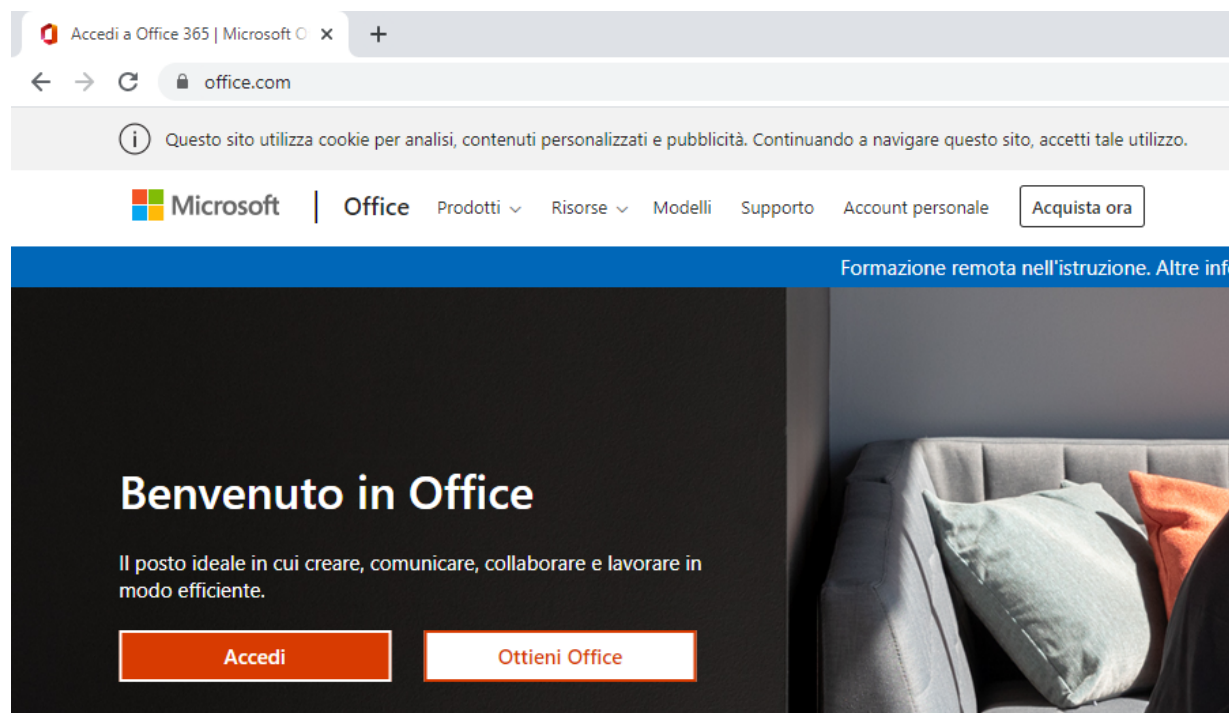 Accedi a Office 365 | Microsoft O
office.com
Questo sito utilizza cookie per analisi, contenuti personalizzati e pubblicità. Continuando a navigare questo sito, accetti tale utilizzo.
Microsoft | Office Prodotti Risorse Modelli Supporto Account personale Acquista ora
Formazione remota nell'istruzione. Altre inf
Benvenuto in Office
Il posto ideale in cui creare, comunicare, collaborare e lavorare in
modo efficiente.
Accedi Ottieni Office